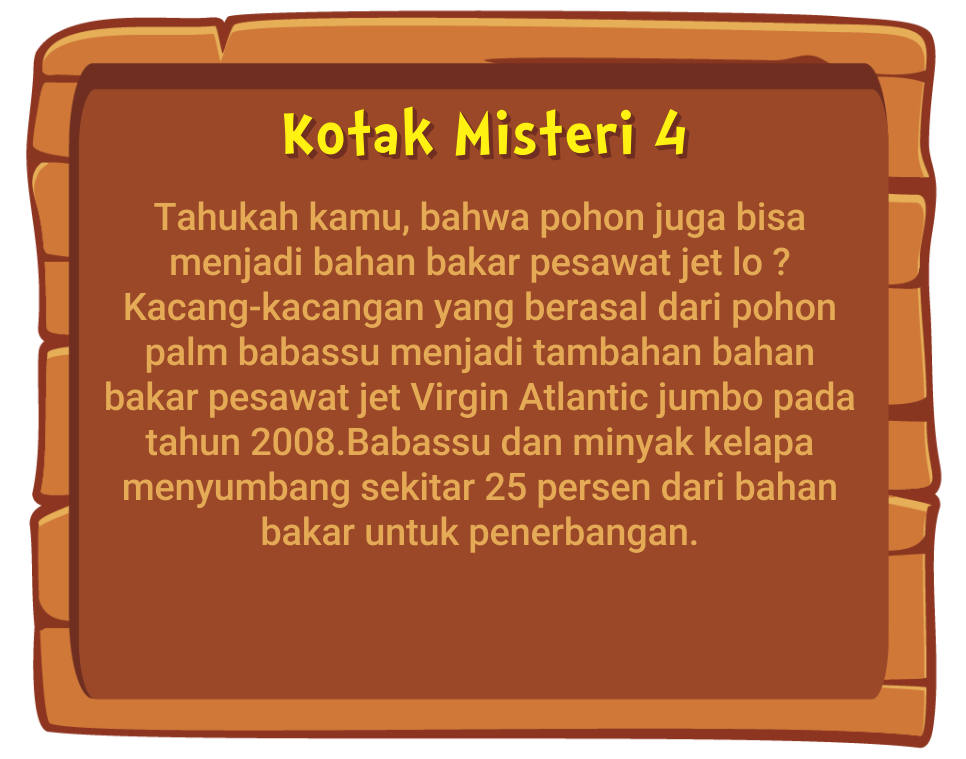 Kotak Misteri 4
Tahukah kamu, bahwa pohon juga bisa
menjadi bahan bakar pesawat jet lo ?
Kacang-kacangan yang berasal dari pohon
palm babassu menjadi tambahan bahan
bakar pesawat jet Virgin Atlantic jumbo pada
tahun 2008.Babassu dan minyak kelapa
menyumbang sekitar 25 persen dari bahan
bakar untuk penerbangan.